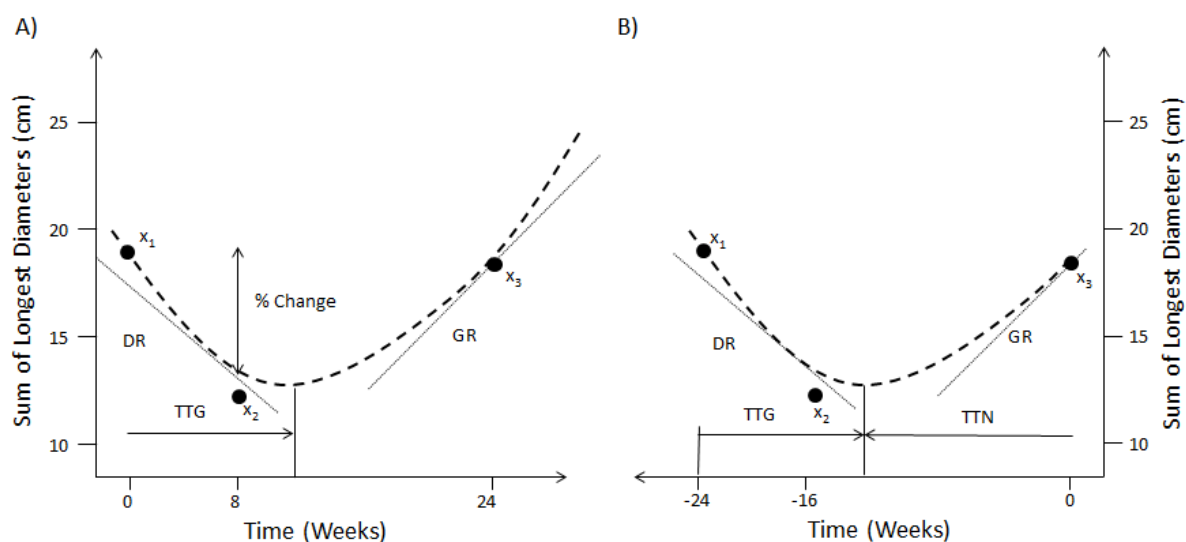 A)
Sum of Longest Diameters (cm)
25
20
15
10
x1
% Change
DR
x2
TTG
GR
x3
0 8 24
Time (Weeks)
B)
x1
DR
x2
TTG
TTN
GR
x3
-24 -16 0
Time (Weeks)
25
20
15
10
Sum of Longest Diameters (cm)